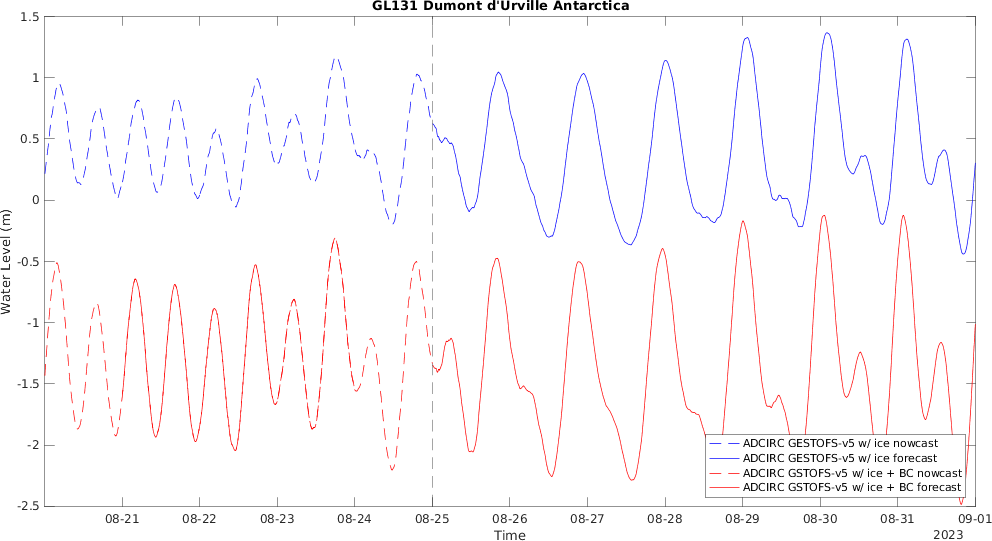 GL131 Dumont d'Urville Antarctica
Water Level (m)
1.5
1
0.5
0
-0.5
-1
-1.5
-2
-2.5
ADCIRC GESTOFS-v5 w/ ice nowcast
ADCIRC GESTOFS-v5 w/ ice forecast
ADCIRC GSTOFS-v5 w/ ice + BC nowcast
ADCIRC GSTOFS-v5 w/ ice + BC forecast
08-21 08-22 08-23 08-24 08-25 08-26 08-27 08-28 08-29 08-30 08-31 09-01
Time
2023